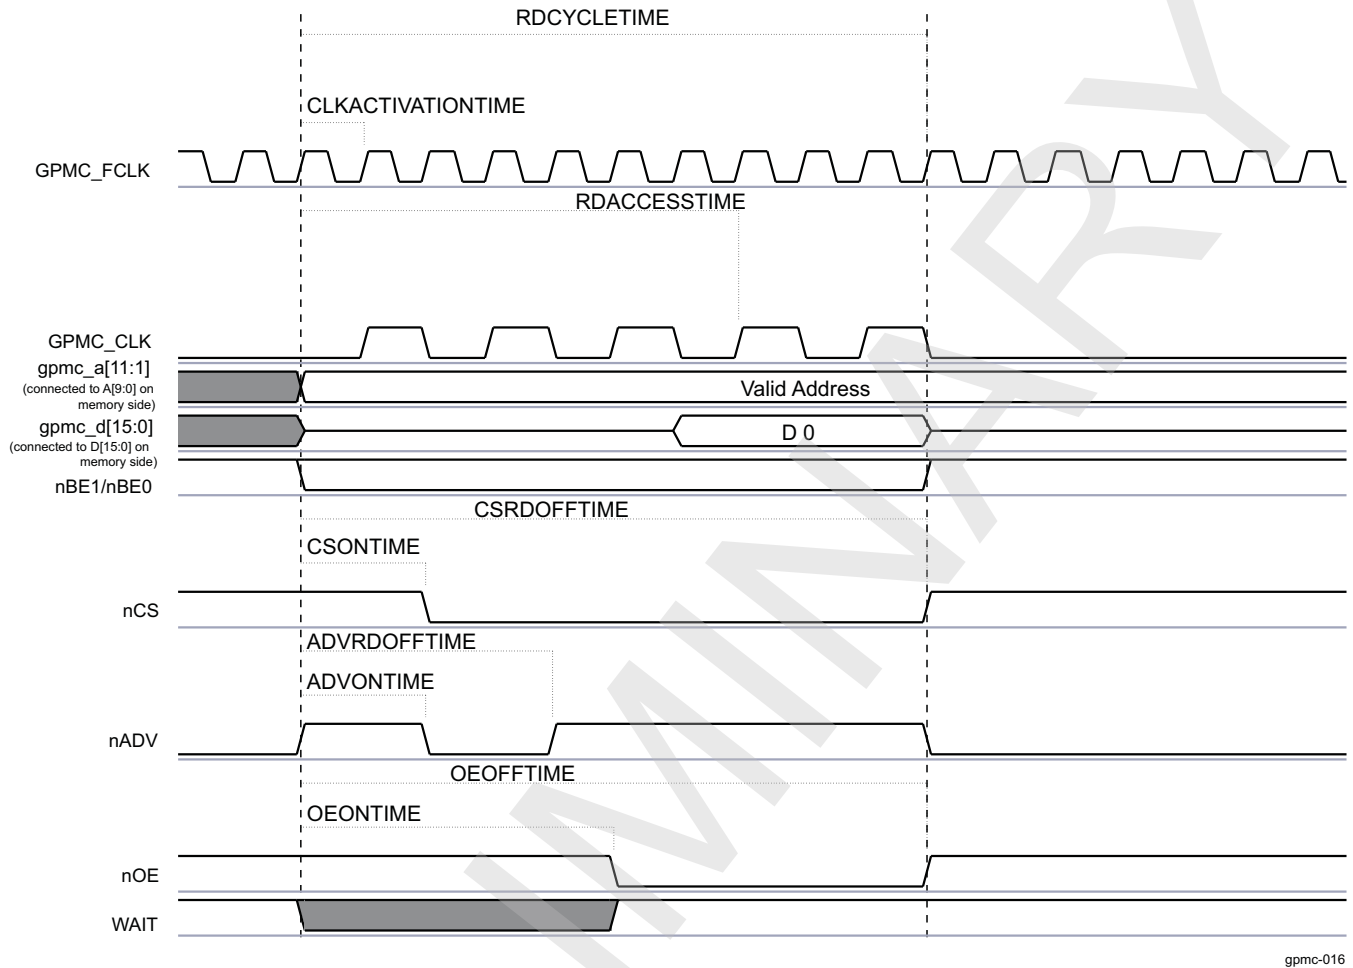 RDCYCLETIME
CLKACTIVATIONTIME
GPMC_FCLK
RDACCESSTIME
GPMC_CLK
gpmc_a[11:1]
(connected to A[9:0] on
memory side)
Valid Address
gpmc_d[15:0]
(connected to D[15:0] on
memory side)
D 0
nBE1/nBE0
CSRDOFFTIME
CSONTIME
nCS
ADVRDOFFTIME
ADVONTIME
nADV
OEOFFTIME
OEONTIME
nOE
WAIT
gpmc-016
IMINARY